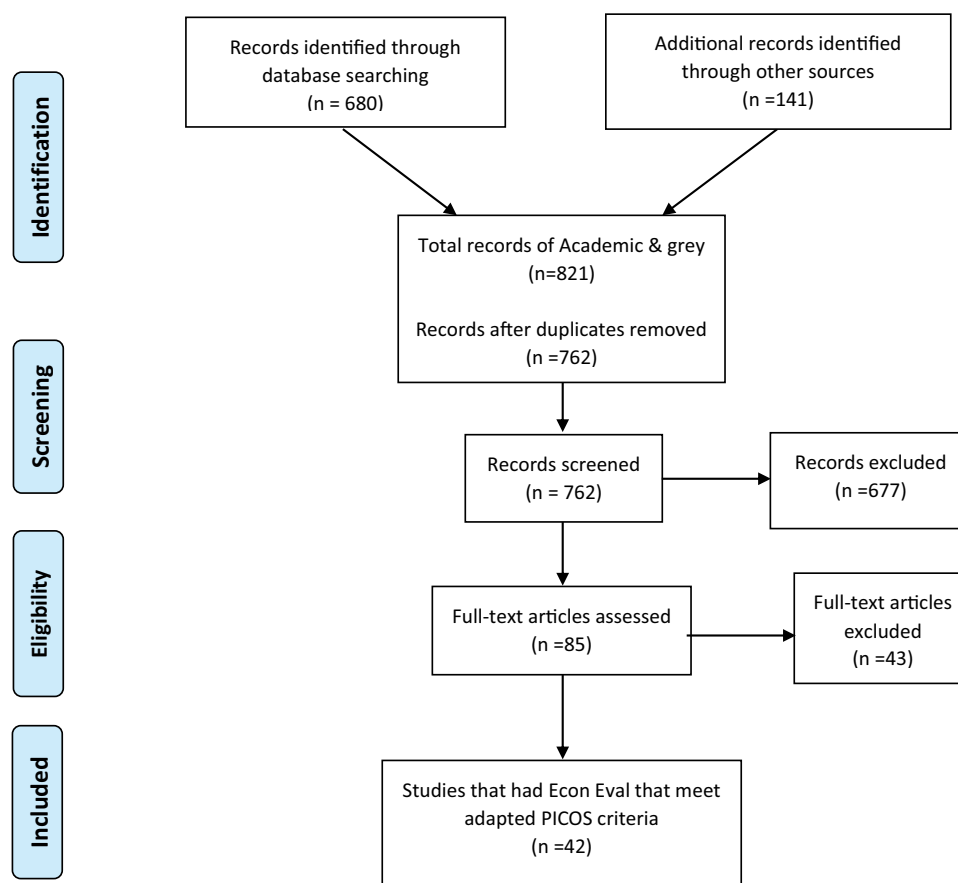 Identification
Records identified through
database searching
(n = 680)
Additional records identified
through other sources
(n =141)
Total records of Academic & grey
(n=821)
Records after duplicates removed
(n =762)
Screening
Records screened
(n = 762)
Records excluded
(n =677)
Eligibility
Full-text articles assessed
(n =85)
Full-text articles
excluded
(n =43)
Included
Studies that had Econ Eval that meet
adapted PICOS criteria
(n =42)